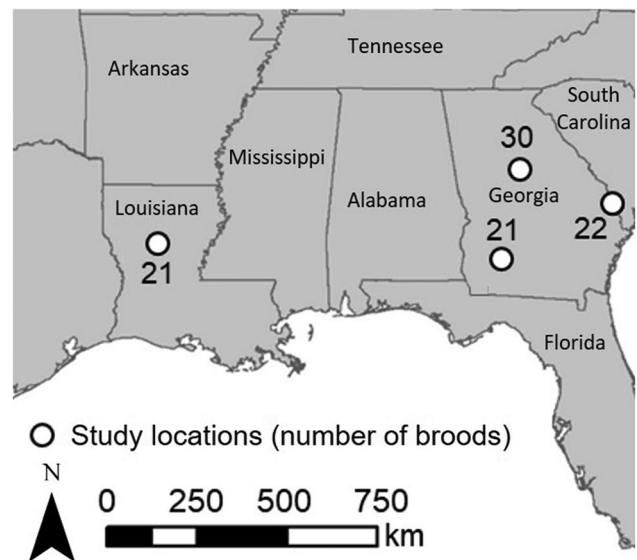 Tennessee
Arkansas
South
Carolina
30
Mississippi
Georgia
Alabama
Louisiana
21
22
21
Florida
Study locations (number of broods)
N
0 250 500 750
km